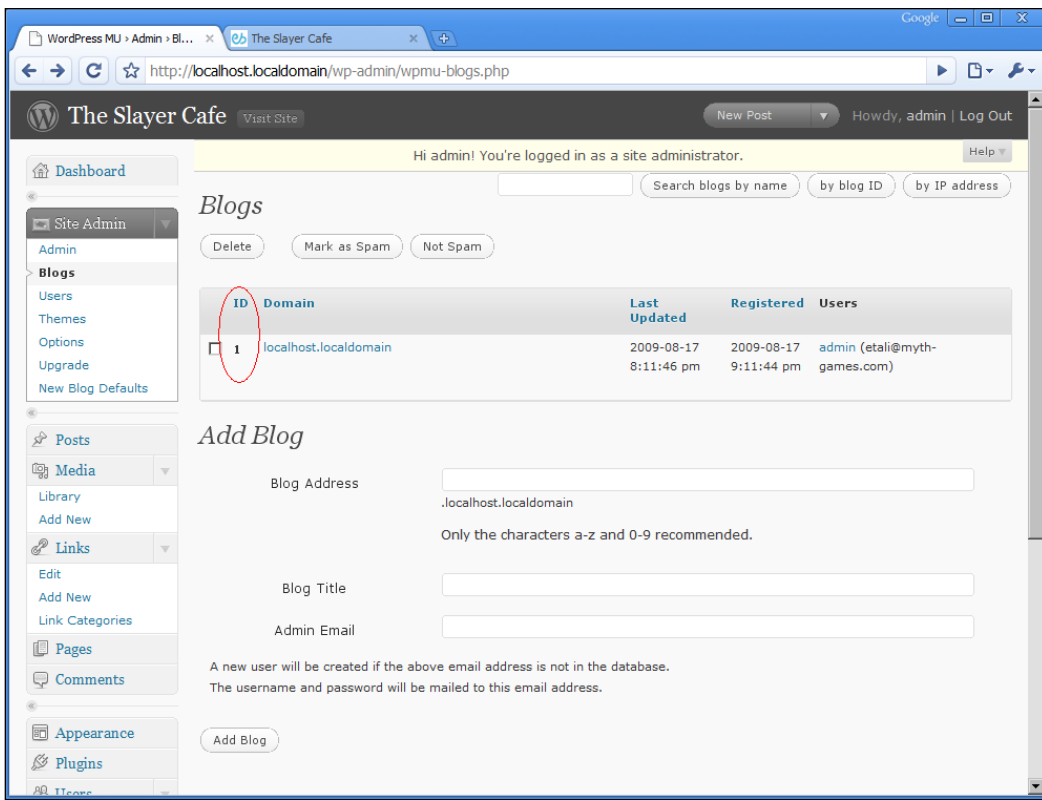 Google
WordPress MU › Admin › Bl...
The Slayer Cafe
http://localhost.localdomain/wp-admin/wpmu-blogs.php
The Slayer Cafe Visit Site
New Post
Howdy, admin | Log Out
Hi admin! You're logged in as a site administrator.
Help
Dashboard
Site Admin
Admin
Blogs
Users
Themes
Options
Upgrade
New Blog Defaults
Posts
Media
Library
Add New
Links
Edit
Add New
Link Categories
Pages
Comments
Appearance
Plugins
Users
Search blogs by name
by blog ID
by IP address
Blogs
Delete
Mark as Spam
Not Spam
ID Domain Last Updated Registered Users
1 localhost.localdomain 2009-08-17 2009-08-17 admin (etali@myth-
8:11:46 pm 9:11:44 pm games.com)
Add Blog
Blog Address
.localhost.localdomain
Only the characters a-z and 0-9 recommended.
Blog Title
Admin Email
A new user will be created if the above email address is not in the database.
The username and password will be mailed to this email address.
Add Blog